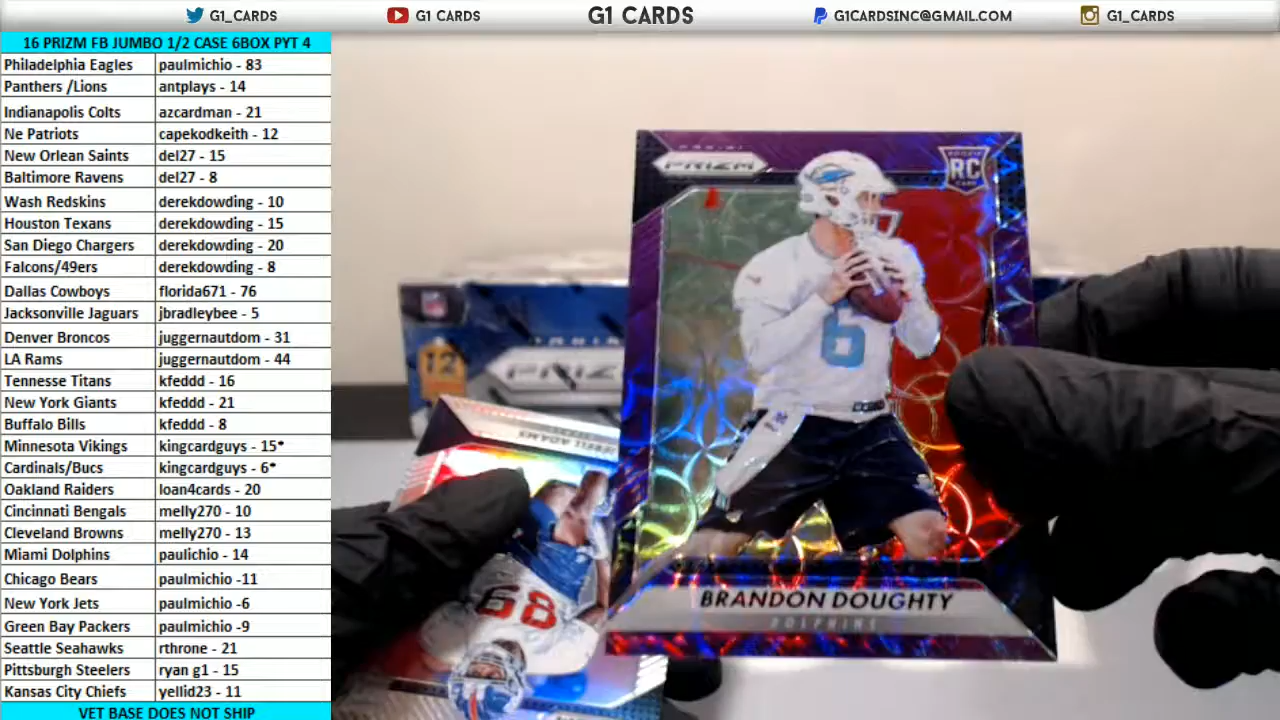 G1_CARDS
G1 CARDS
G1 CARDS
G1CARDSINC@GMAIL.COM
G1_CARDS
16 PRIZM FB JUMBO 1/2 CASE 6BOX PYT 4
Philadelphia Eagles paulmichio - 83
Panthers /Lions antplays - 14
Indianapolis Colts azcardman - 21
Ne Patriots capekodkeith - 12
New Orlean Saints del27 - 15
Baltimore Ravens del27 - 8
Wash Redskins derekdowding - 10
Houston Texans derekdowding - 15
San Diego Chargers derekdowding - 20
Falcons/49ers derekdowding - 8
Dallas Cowboys florida671 - 76
Jacksonville Jaguars jbradleybee - 5
Denver Broncos juggernautdom - 31
LA Rams juggernautdom - 44
Tennesse Titans kfeddd - 16
New York Giants kfeddd - 21
Buffalo Bills kfeddd - 8
Minnesota Vikings kingcardguys - 15*
Cardinals/Bucs kingcardguys - 6*
Oakland Raiders loan4cards - 20
Cincinnati Bengals melly270 - 10
Cleveland Browns melly270 - 13
Miami Dolphins paulichio - 14
Chicago Bears paulmichio -11
New York Jets paulmichio -6
Green Bay Packers paulmichio -9
Seattle Seahawks rthrone - 21
Pittsburgh Steelers ryan g1 - 15
Kansas City Chiefs yellid23 - 11
VET BASE DOES NOT SHIP
PANINI
PRIZM
ROOKIE
RC
CARD
6
BRANDON DOUGHTY
DOLPHINS
12
PANINI
PRIZ
ADAMS
68